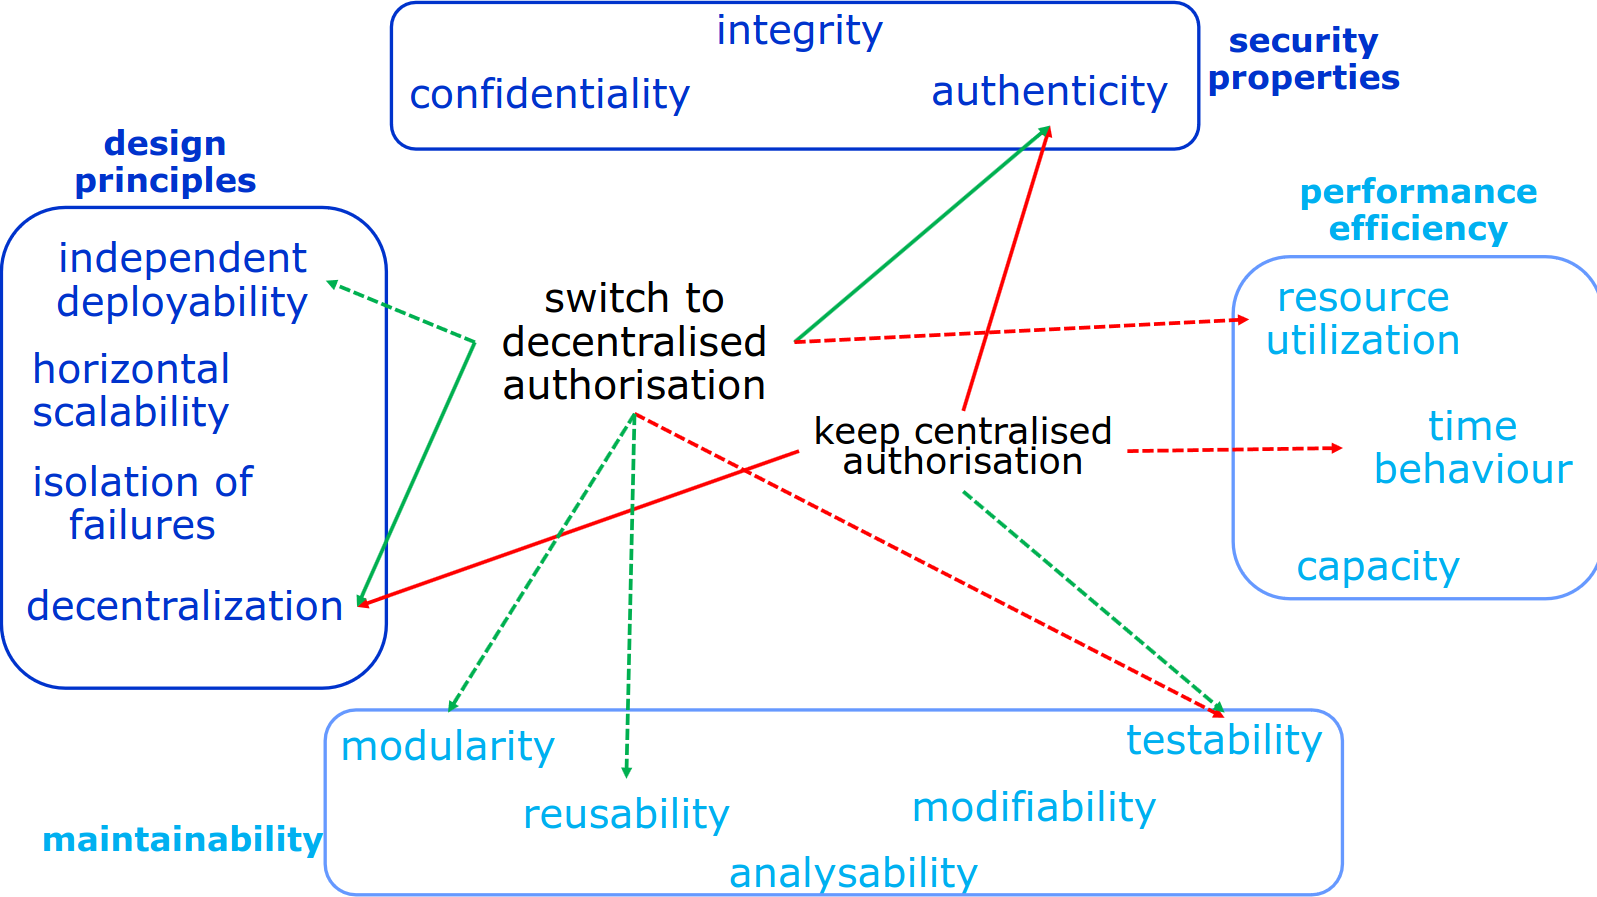 integrity
confidentiality
authenticity
security
properties
design
principles
independent
deployability
horizontal
scalability
isolation of
failures
decentralization
switch to
decentralised
authorisation
keep centralised
authorisation
performance
efficiency
resource
utilization
time
behaviour
capacity
maintainability
modularity
testability
reusability
modifiability
analysability